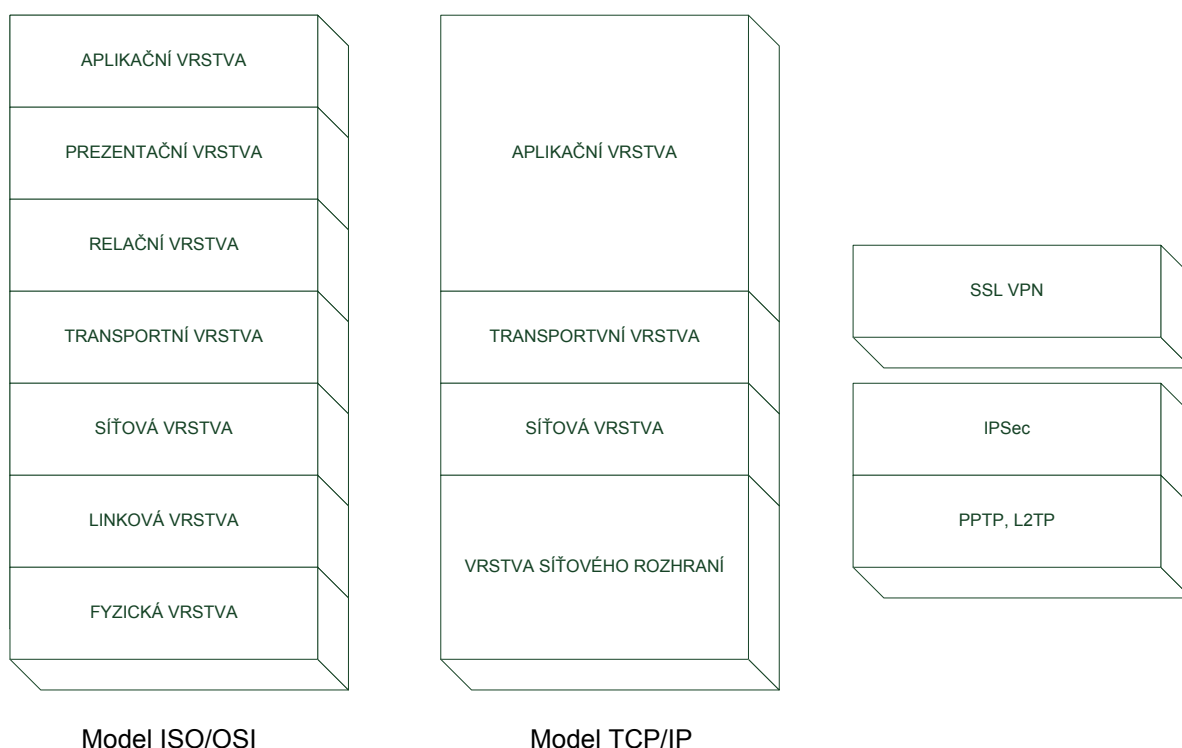 APLIKAČNÍ VRSTVA
PREZENTAČNÍ VRSTVA
RELAČNÍ VRSTVA
TRANSPORTNÍ VRSTVA
SÍŤOVÁ VRSTVA
LINKOVÁ VRSTVA
FYZICKÁ VRSTVA
Model ISO/OSI
APLIKAČNÍ VRSTVA
TRANSPORTVNÍ VRSTVA
SÍŤOVÁ VRSTVA
VRSTVA SÍŤOVÉHO ROZHRANÍ
Model TCP/IP
SSL VPN
IPSec
PPTP, L2TP